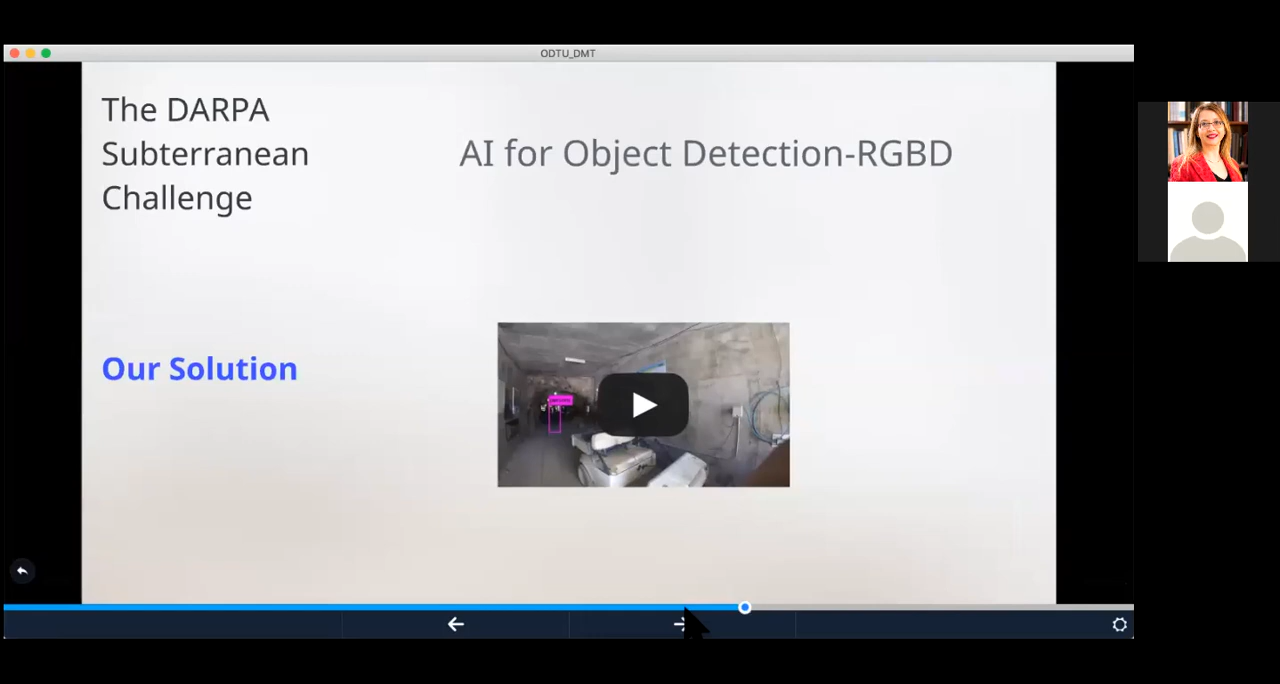 ODTU_DMT
The DARPA
Subterranean
Challenge
AI for Object Detection-RGBD
Our Solution